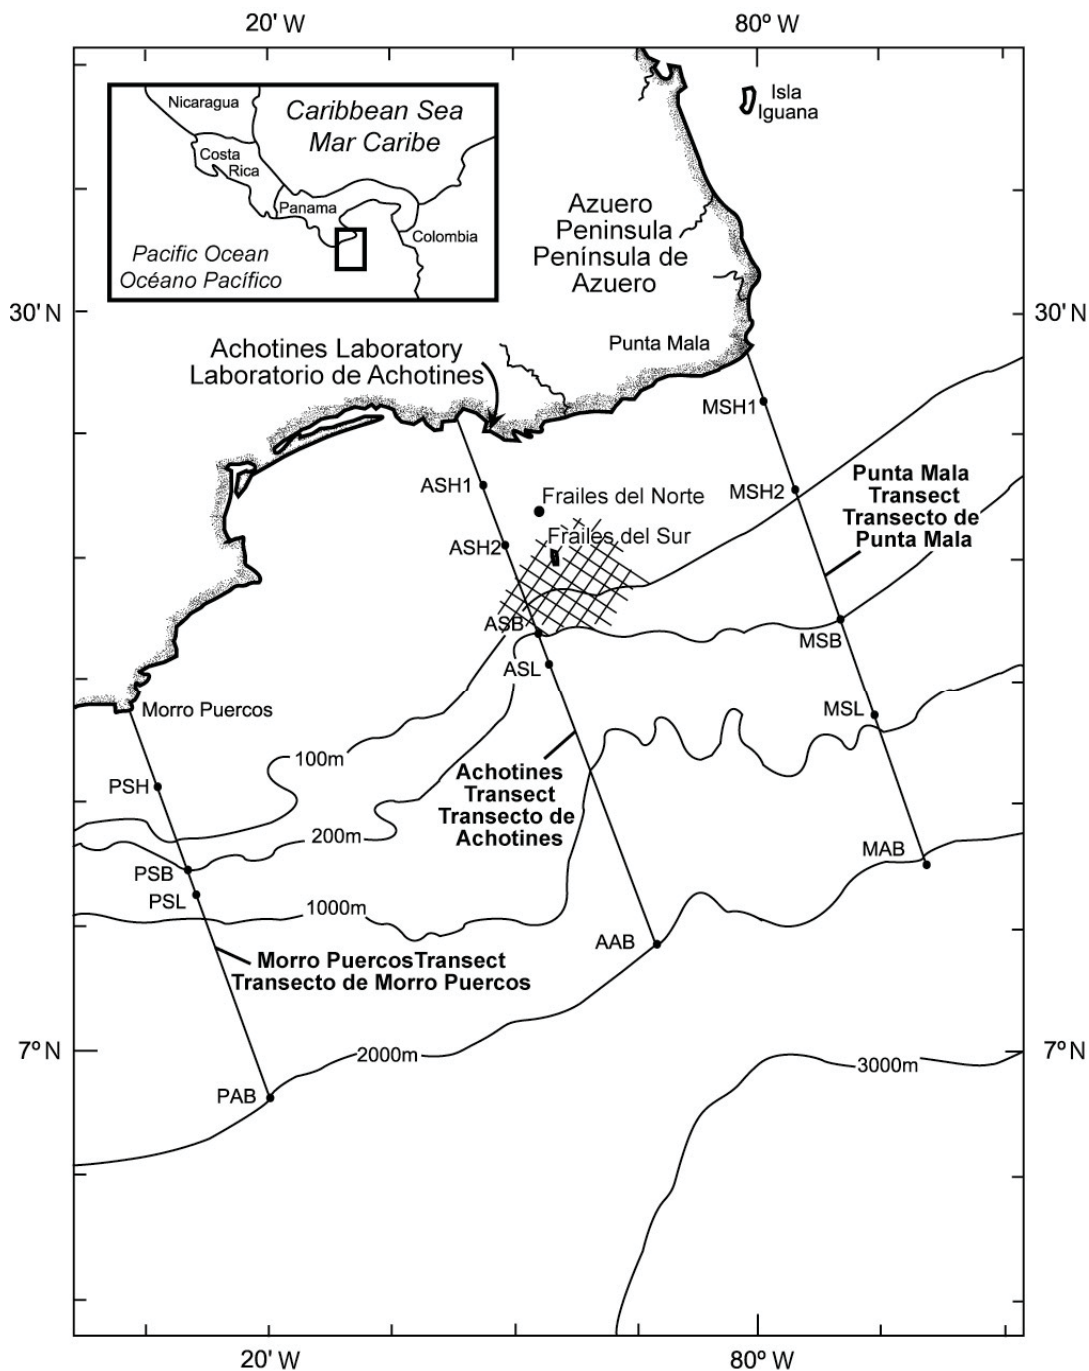 20' W
80º W
Nicaragua
Caribbean Sea
Mar Caribe
Costa
Rica
Panama
Colombia
Pacific Ocean
Océano Pacífico
Isla
Iguana
Azuero
Peninsula
Península de
Azuero
30' N
30' N
Punta Mala
Achotines Laboratory
Laboratorio de Achotines
MSH1
ASH1
MSH2
Frailes del Norte
Punta Mala
Transect
Transecto de
Punta Mala
ASH2
Frailes del Sur
ASB
MSB
ASL
Morro Puercos
MSL
100m
PSH
Achotines
Transect
Transecto de
Achotines
200m
MAB
PSB
PSL
1000m
AAB
Morro PuercosTransect
Transecto de Morro Puercos
7º N
7º N
2000m
3000m
PAB
20' W
80º W